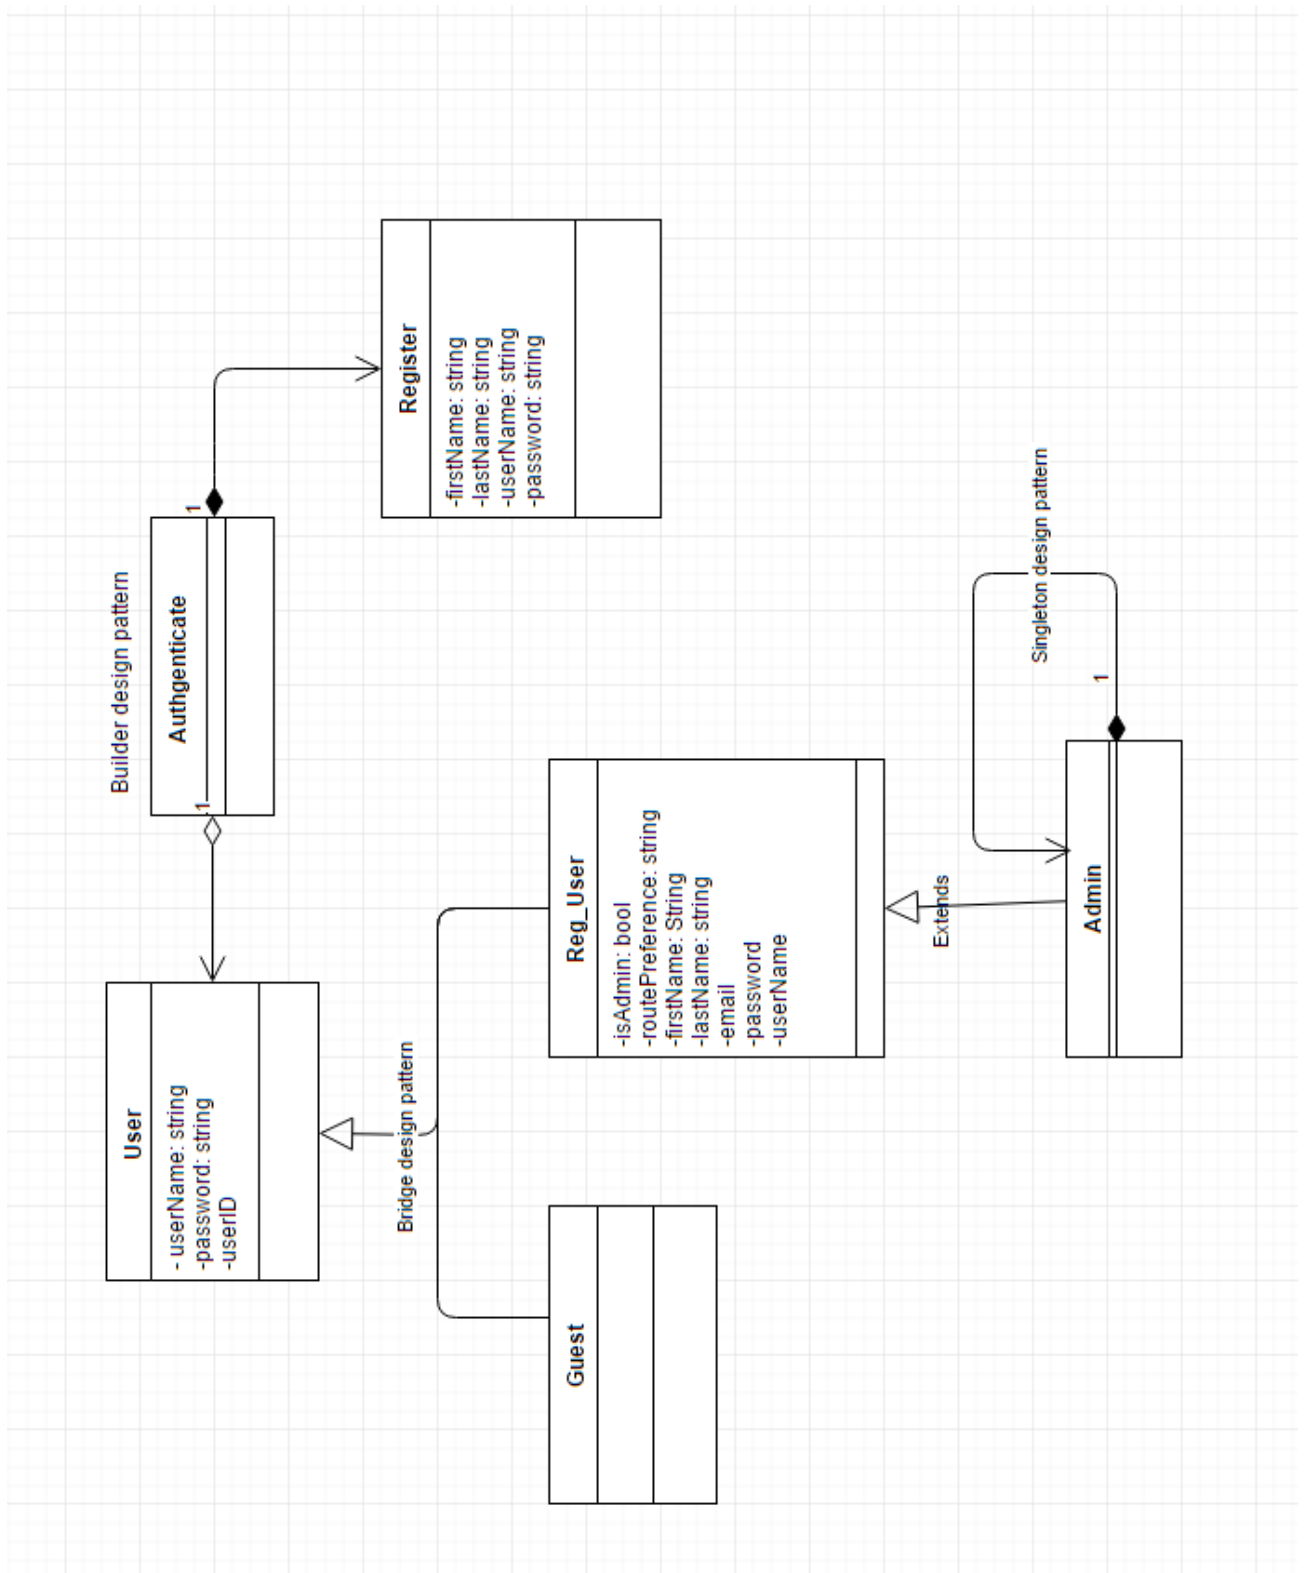 Builder design pattern
User
- userName: string
-password: string
-userID
1
Authgenticate
1
Bridge design pattern
Register
-firstName: string
-lastName: string
-userName: string
-password: string
Guest
Reg_User
-isAdmin: bool
-routePreference: string
-firstName: String
-lastName: string
-email
-password
-userName
Extends
Singleton design pattern
1
Admin